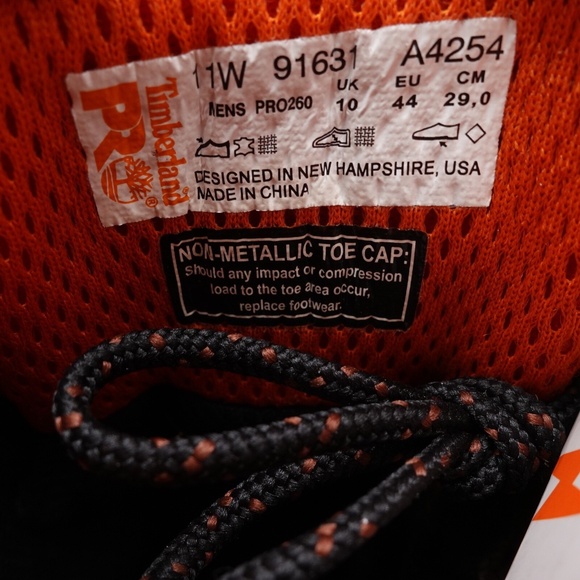 Timberland
PRO®
11W 91631 A4254
UK EU CM
MENS PRO260 10 44 29,0
DESIGNED IN NEW HAMPSHIRE, USA
MADE IN CHINA
NON-METALLIC TOE CAP:
Should any impact or compression
load to the toe area occur,
replace footwear.